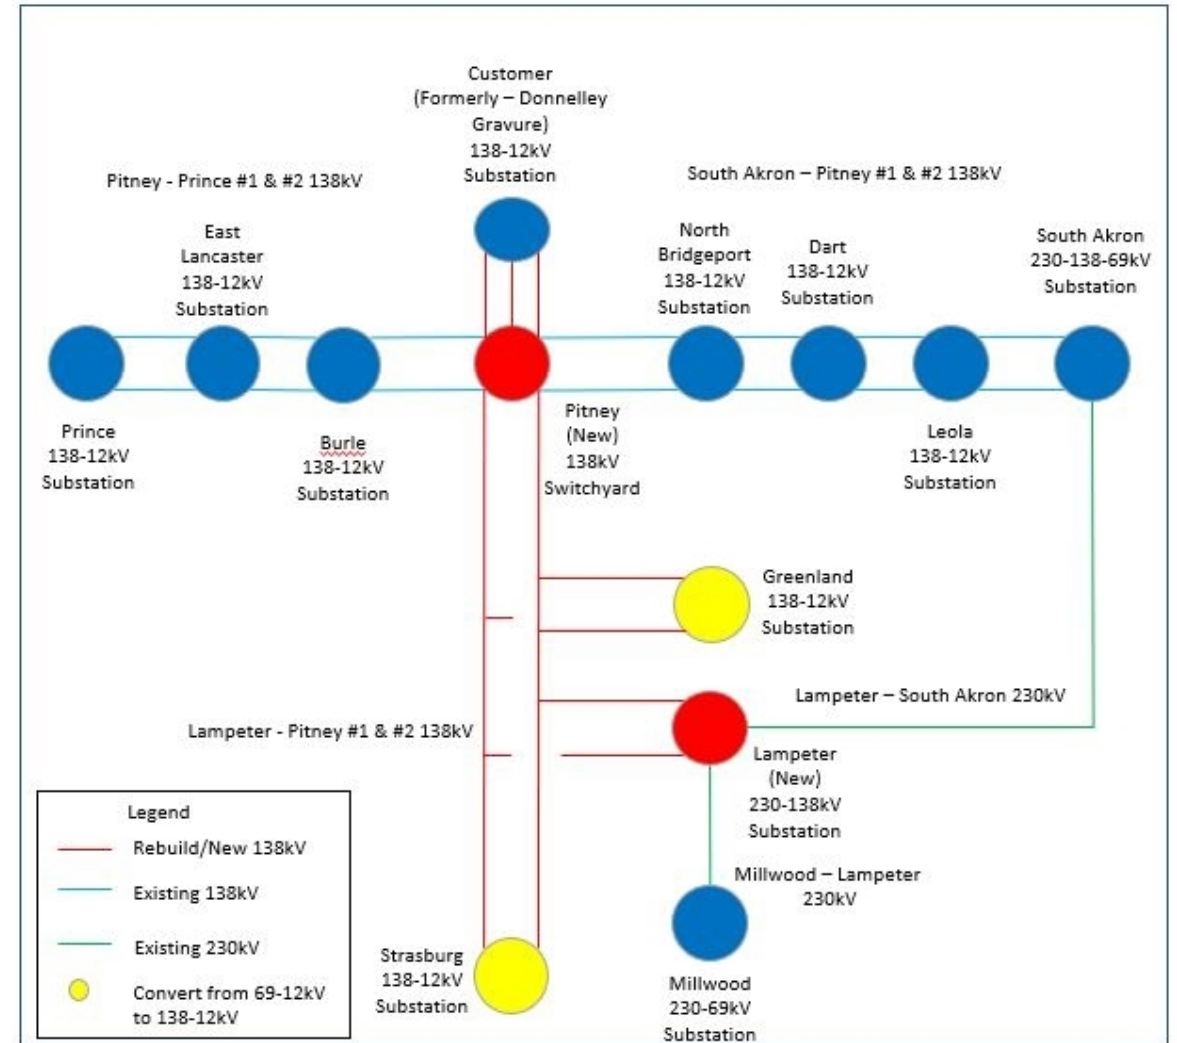 Customer
(Formerly – Donnelley
Gravure)
138-12kV
Substation
Pitney - Prince #1 & #2 138kV
South Akron – Pitney #1 & #2 138kV
East
Lancaster
138-12kV
Substation
North
Bridgeport
138-12kV
Substation
Dart
138-12kV
Substation
South Akron
230-138-69kV
Substation
Prince
138-12kV
Substation
Burle
138-12kV
Substation
Pitney
(New)
138kV
Switchyard
Leola
138-12kV
Substation
Greenland
138-12kV
Substation
Lampeter – South Akron 230kV
Lampeter - Pitney #1 & #2 138kV
Lampeter
(New)
230-138kV
Substation
Millwood – Lampeter
230kV
Strasburg
138-12kV
Substation
Millwood
230-69kV
Substation
Legend
Rebuild/New 138kV
Existing 138kV
Existing 230kV
Convert from 69-12kV
to 138-12kV